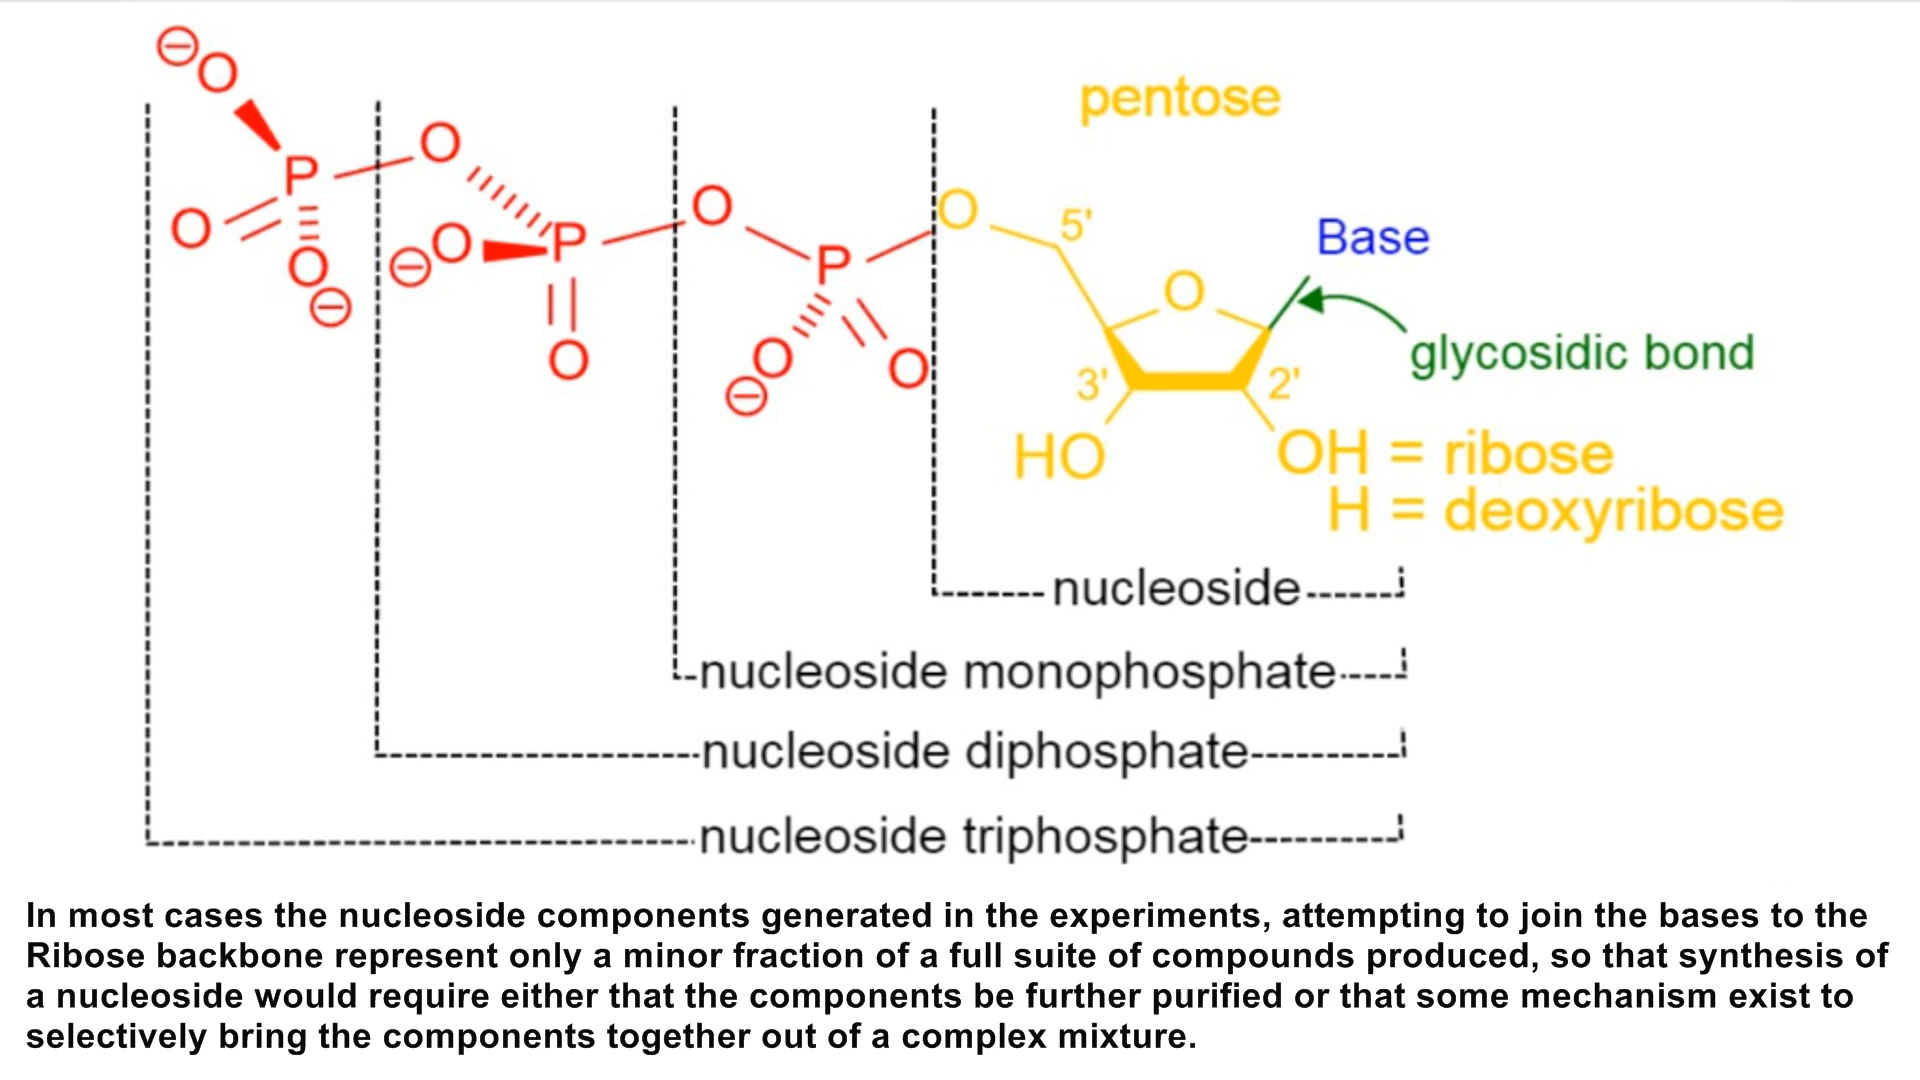 pentose
⊖O
P
O
O
O
⊖
O
⊖O
P
O
O
P
O
⊖
O
O
5'
O
Base
glycosidic bond
3'
2'
HO
OH = ribose
H = deoxyribose
nucleoside
nucleoside monophosphate
nucleoside diphosphate
nucleoside triphosphate
In most cases the nucleoside components generated in the experiments, attempting to join the bases to the
Ribose backbone represent only a minor fraction of a full suite of compounds produced, so that synthesis of
a nucleoside would require either that the components be further purified or that some mechanism exist to
selectively bring the components together out of a complex mixture.